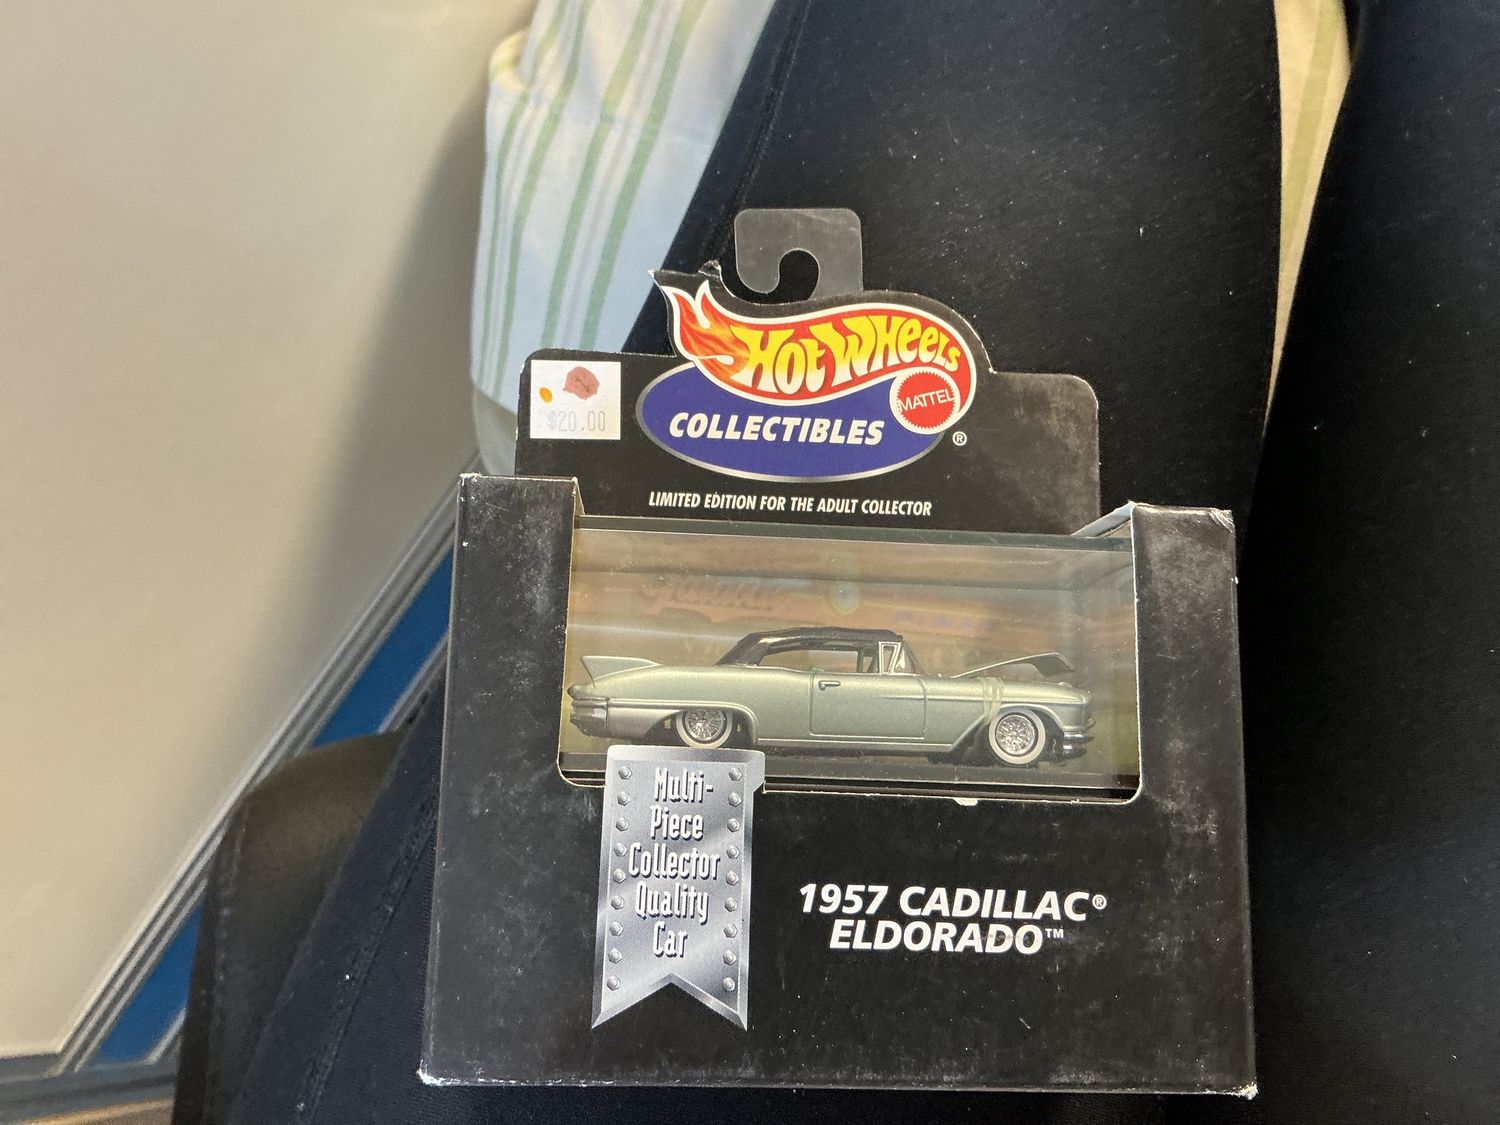 HOT WHEELS
MATTEL
COLLECTIBLES
®
$20.00
LIMITED EDITION FOR THE ADULT COLLECTOR
Multi-
Piece
Collector
Quality
Car
1957 CADILLAC®
ELDORADO™